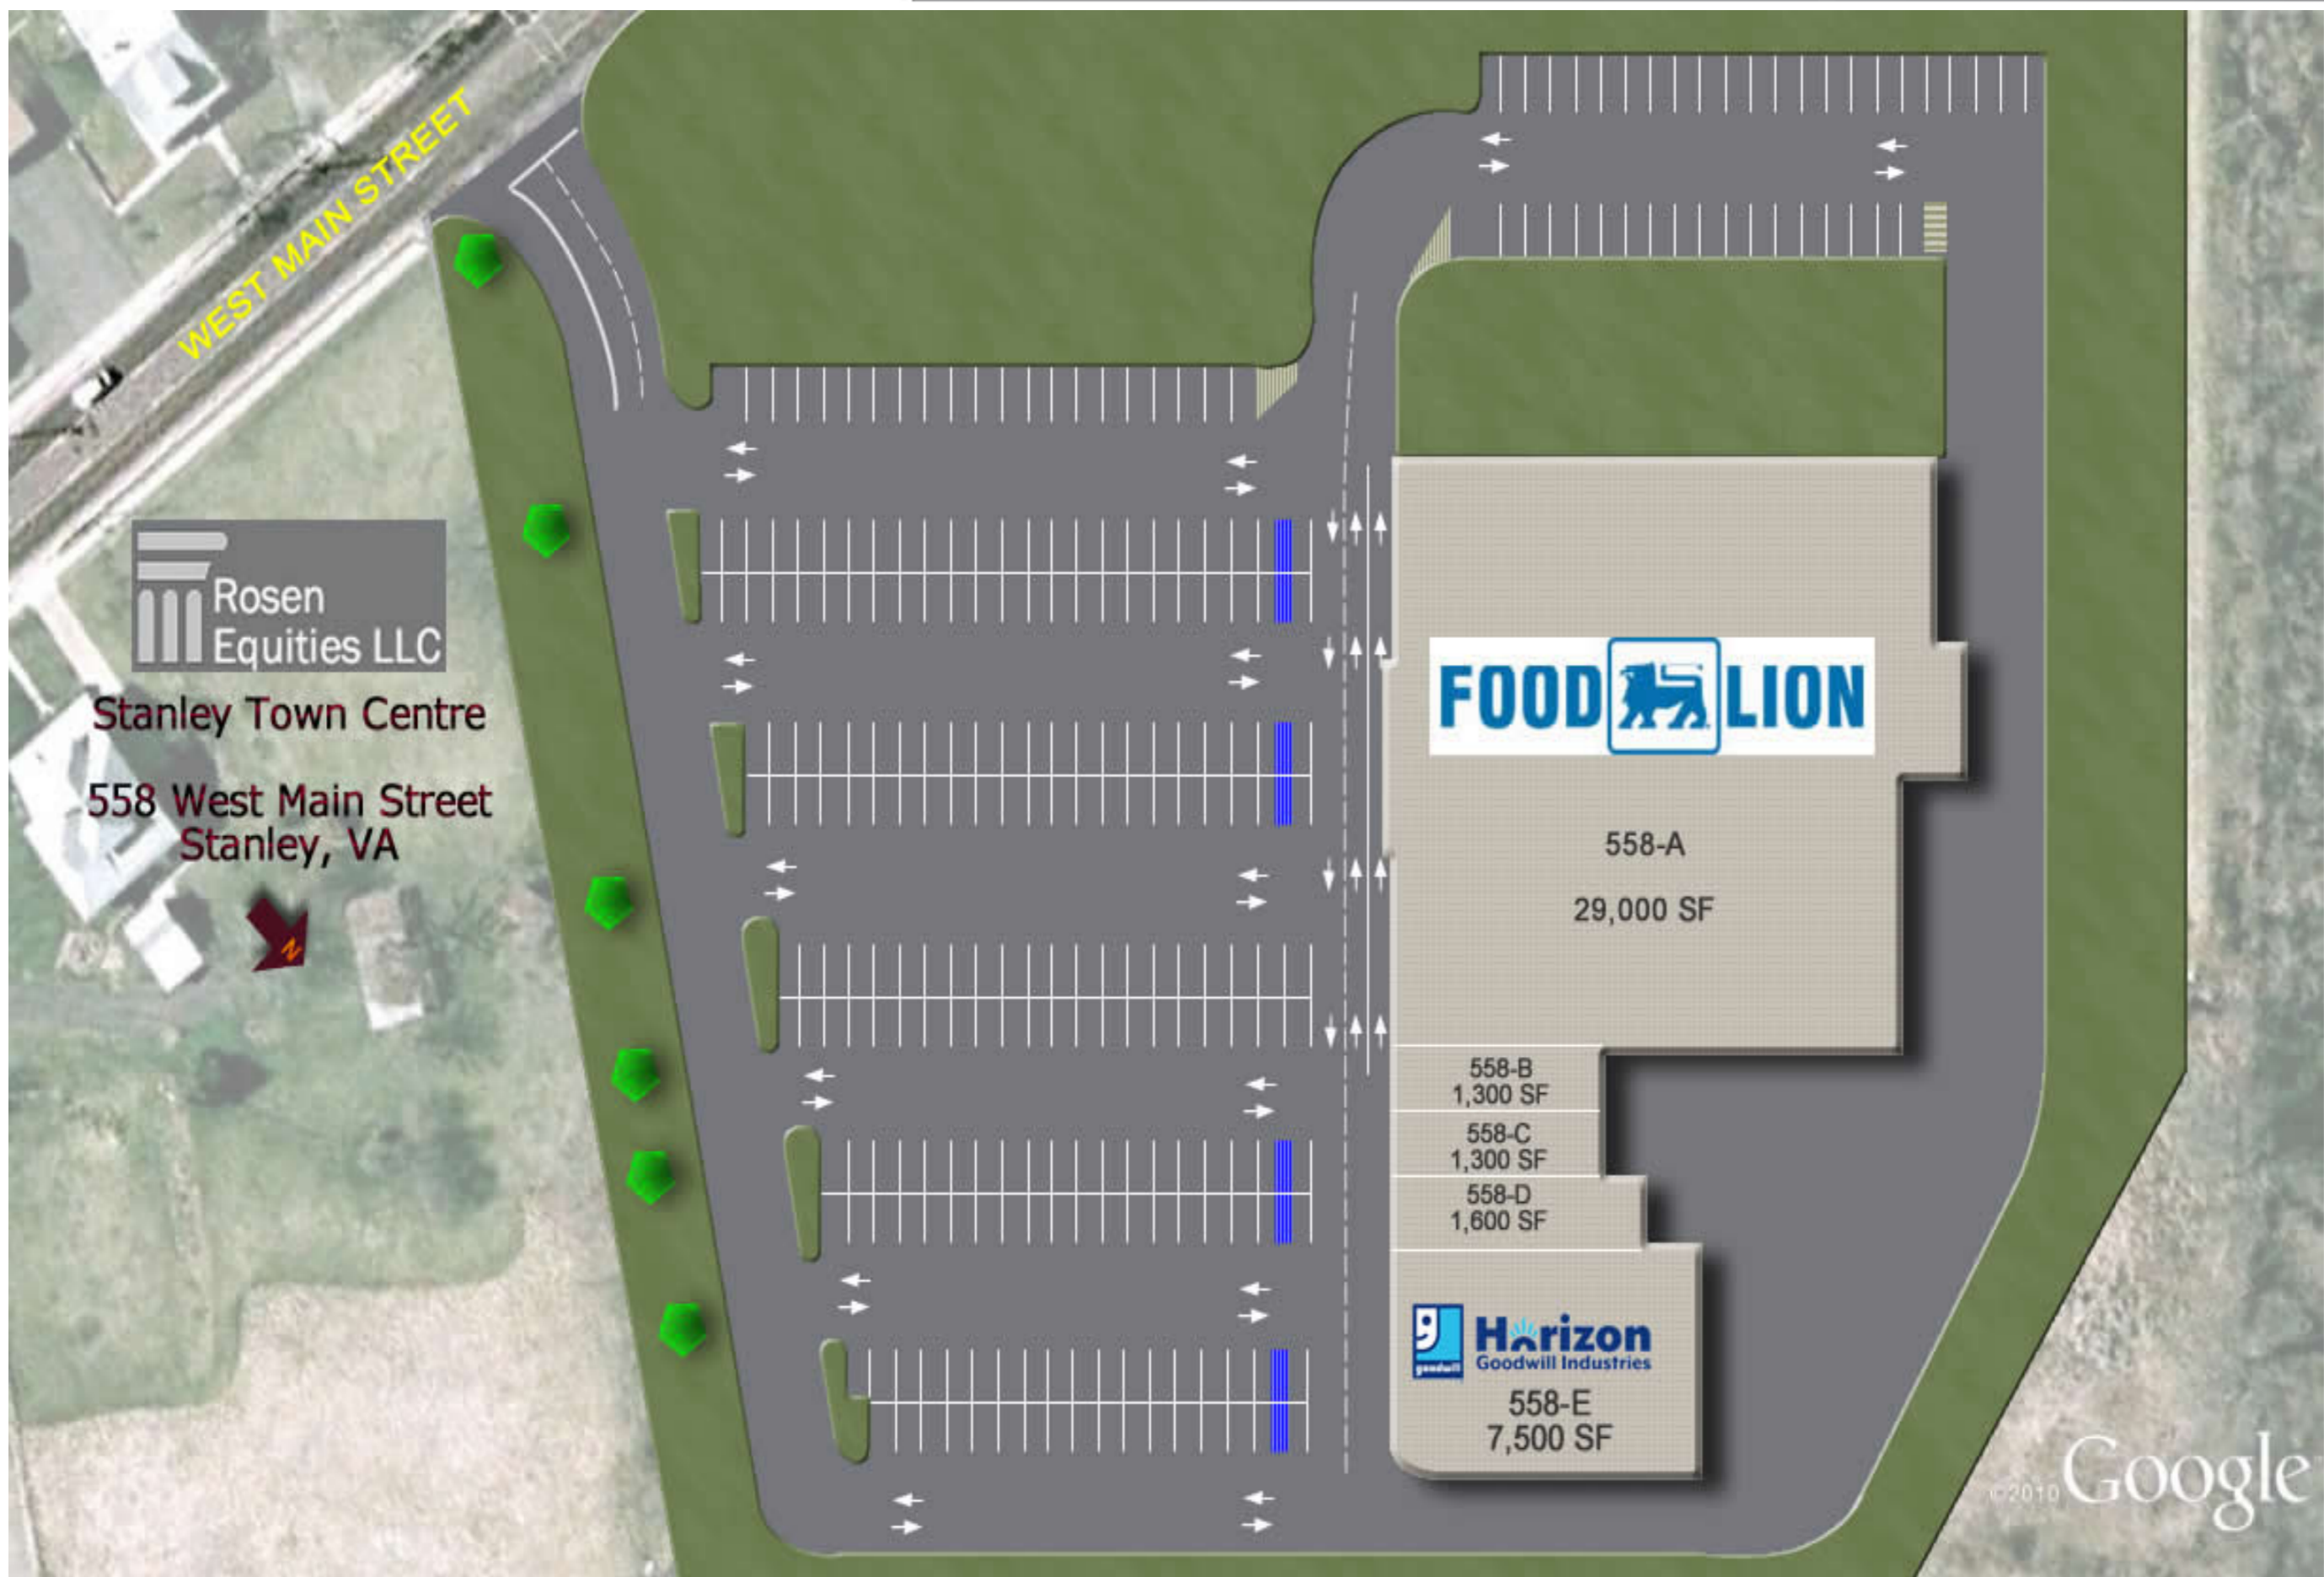 WEST MAIN STREET
Rosen
Equities LLC
Stanley Town Centre
558 West Main Street
Stanley, VA
N
FOOD LION
558-A
29,000 SF
558-B
1,300 SF
558-C
1,300 SF
558-D
1,600 SF
goodwill
Horizon
Goodwill Industries
558-E
7,500 SF
©2010 Google